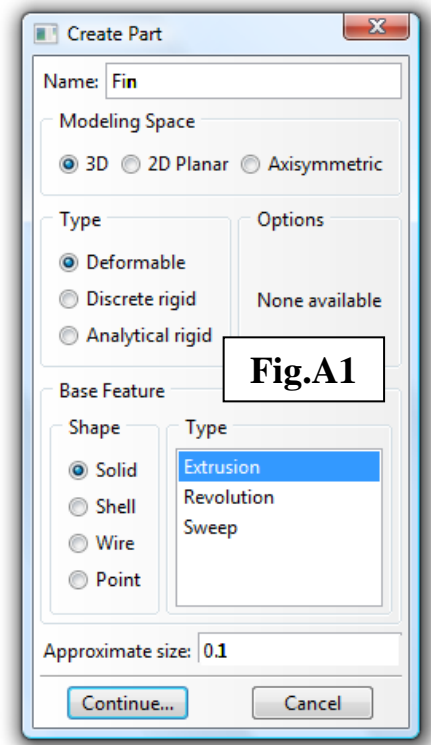 Create Part
Name: Fin
Modeling Space
3D 2D Planar Axisymmetric
Type
Deformable
Discrete rigid
Analytical rigid
Options
None available
Fig.A1
Base Feature
Shape
Solid
Shell
Wire
Point
Type
Extrusion
Revolution
Sweep
Approximate size: 0.1
Continue... Cancel